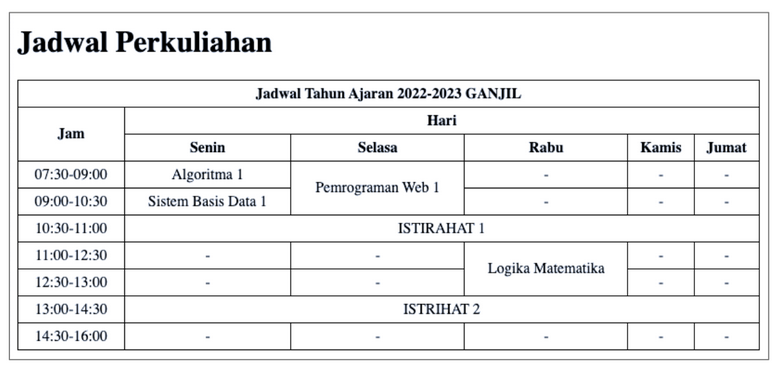 Jadwal Perkuliahan
Jadwal Tahun Ajaran 2022-2023 GANJIL
Jam Hari
Senin Selasa Rabu Kamis Jumat
07:30-09:00 Algoritma 1 Pemrograman Web 1 - - -
09:00-10:30 Sistem Basis Data 1 - - -
10:30-11:00 ISTIRAHAT 1
11:00-12:30 - - Logika Matematika - -
12:30-13:00 - - - -
13:00-14:30 ISTRIHAT 2
14:30-16:00 - - - - -